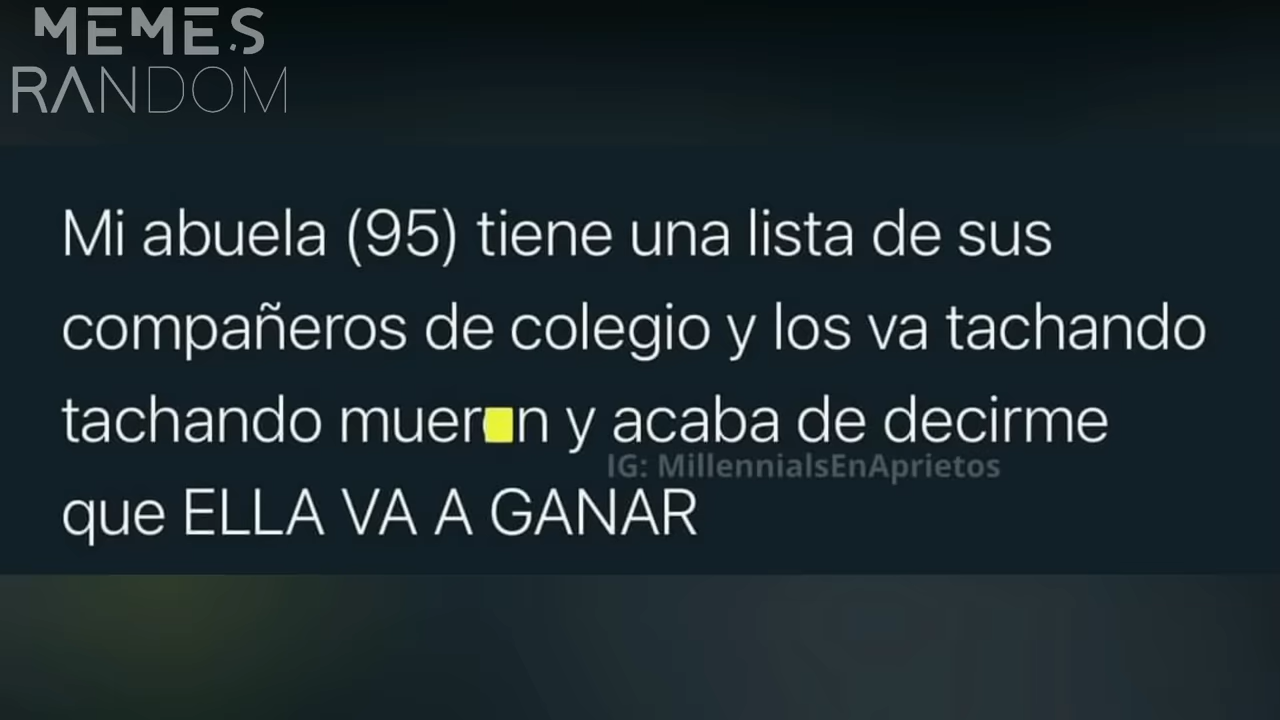 MEMES
RANDOM
Mi abuela (95) tiene una lista de sus
compañeros de colegio y los va tachando
tachando y acaba de decirme
IG: MillennialsEnAprietos
que ELLA VA A GANAR